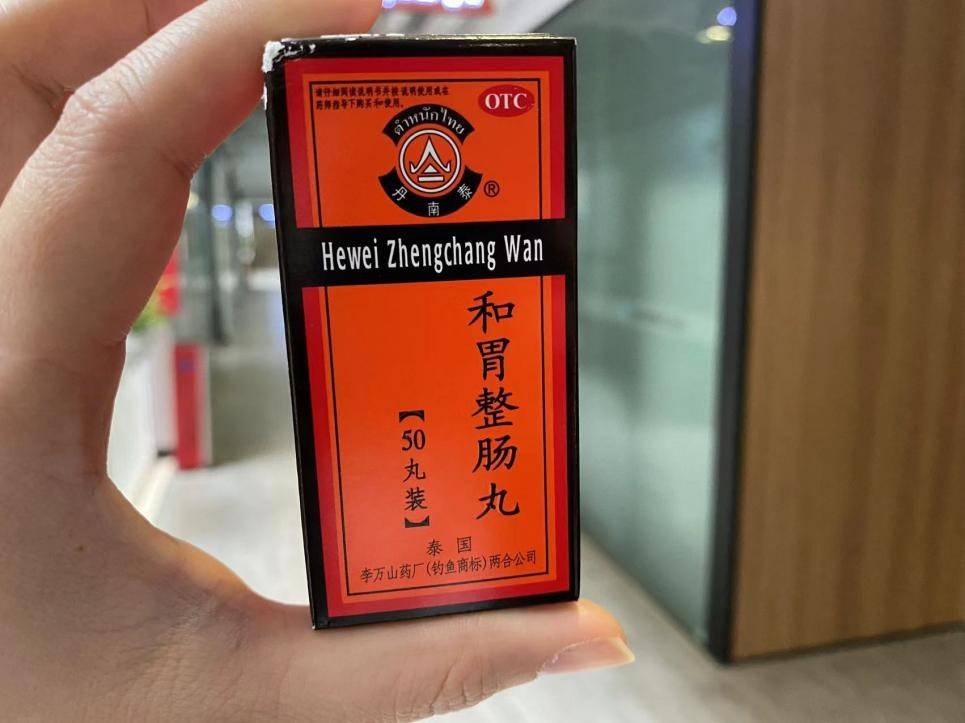 请仔细阅读说明书并按说明使用或在
药师指导下购买和使用。
OTC
ตำหนักไทย
丹南泰
®
Hewei Zhengchang Wan
和胃整肠丸
【50丸装】
泰国
李万山药厂(钓鱼商标)两合公司